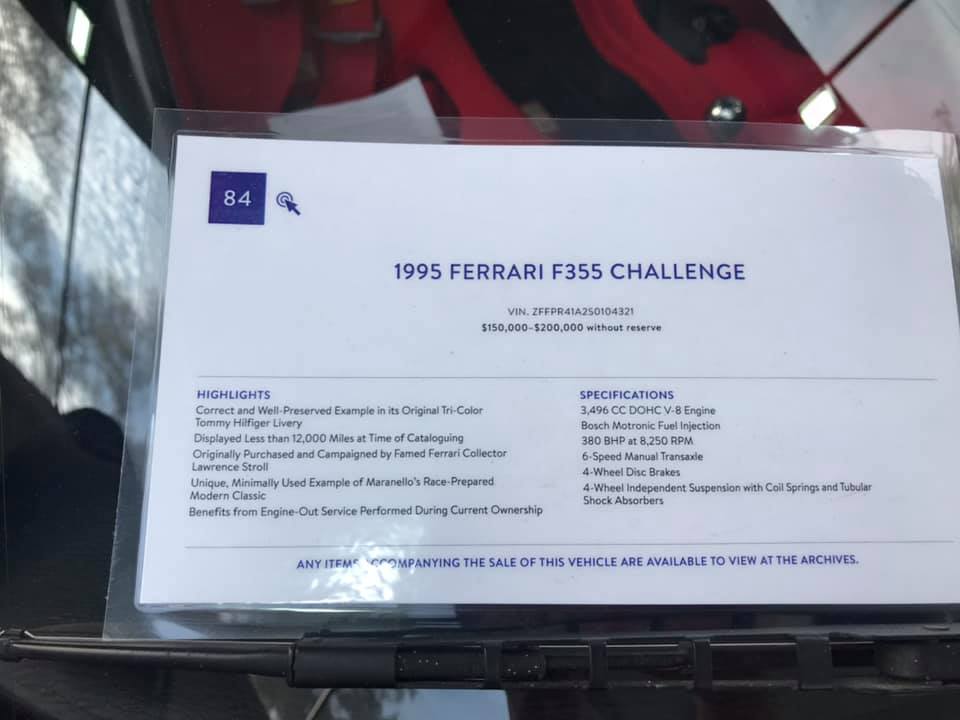 84
1995 FERRARI F355 CHALLENGE
VIN. ZFFPR41A2S0104321
$150,000–$200,000 without reserve
HIGHLIGHTS
Correct and Well-Preserved Example in its Original Tri-Color
Tommy Hilfiger Livery
Displayed Less than 12,000 Miles at Time of Cataloguing
Originally Purchased and Campaigned by Famed Ferrari Collector
Lawrence Stroll
Unique, Minimally Used Example of Maranello's Race-Prepared
Modern Classic
Benefits from Engine-Out Service Performed During Current Ownership
SPECIFICATIONS
3,496 CC DOHC V-8 Engine
Bosch Motronic Fuel Injection
380 BHP at 8,250 RPM
6-Speed Manual Transaxle
4-Wheel Disc Brakes
4-Wheel Independent Suspension with Coil Springs and Tubular
Shock Absorbers
ANY ITEMS ACCOMPANYING THE SALE OF THIS VEHICLE ARE AVAILABLE TO VIEW AT THE ARCHIVES.